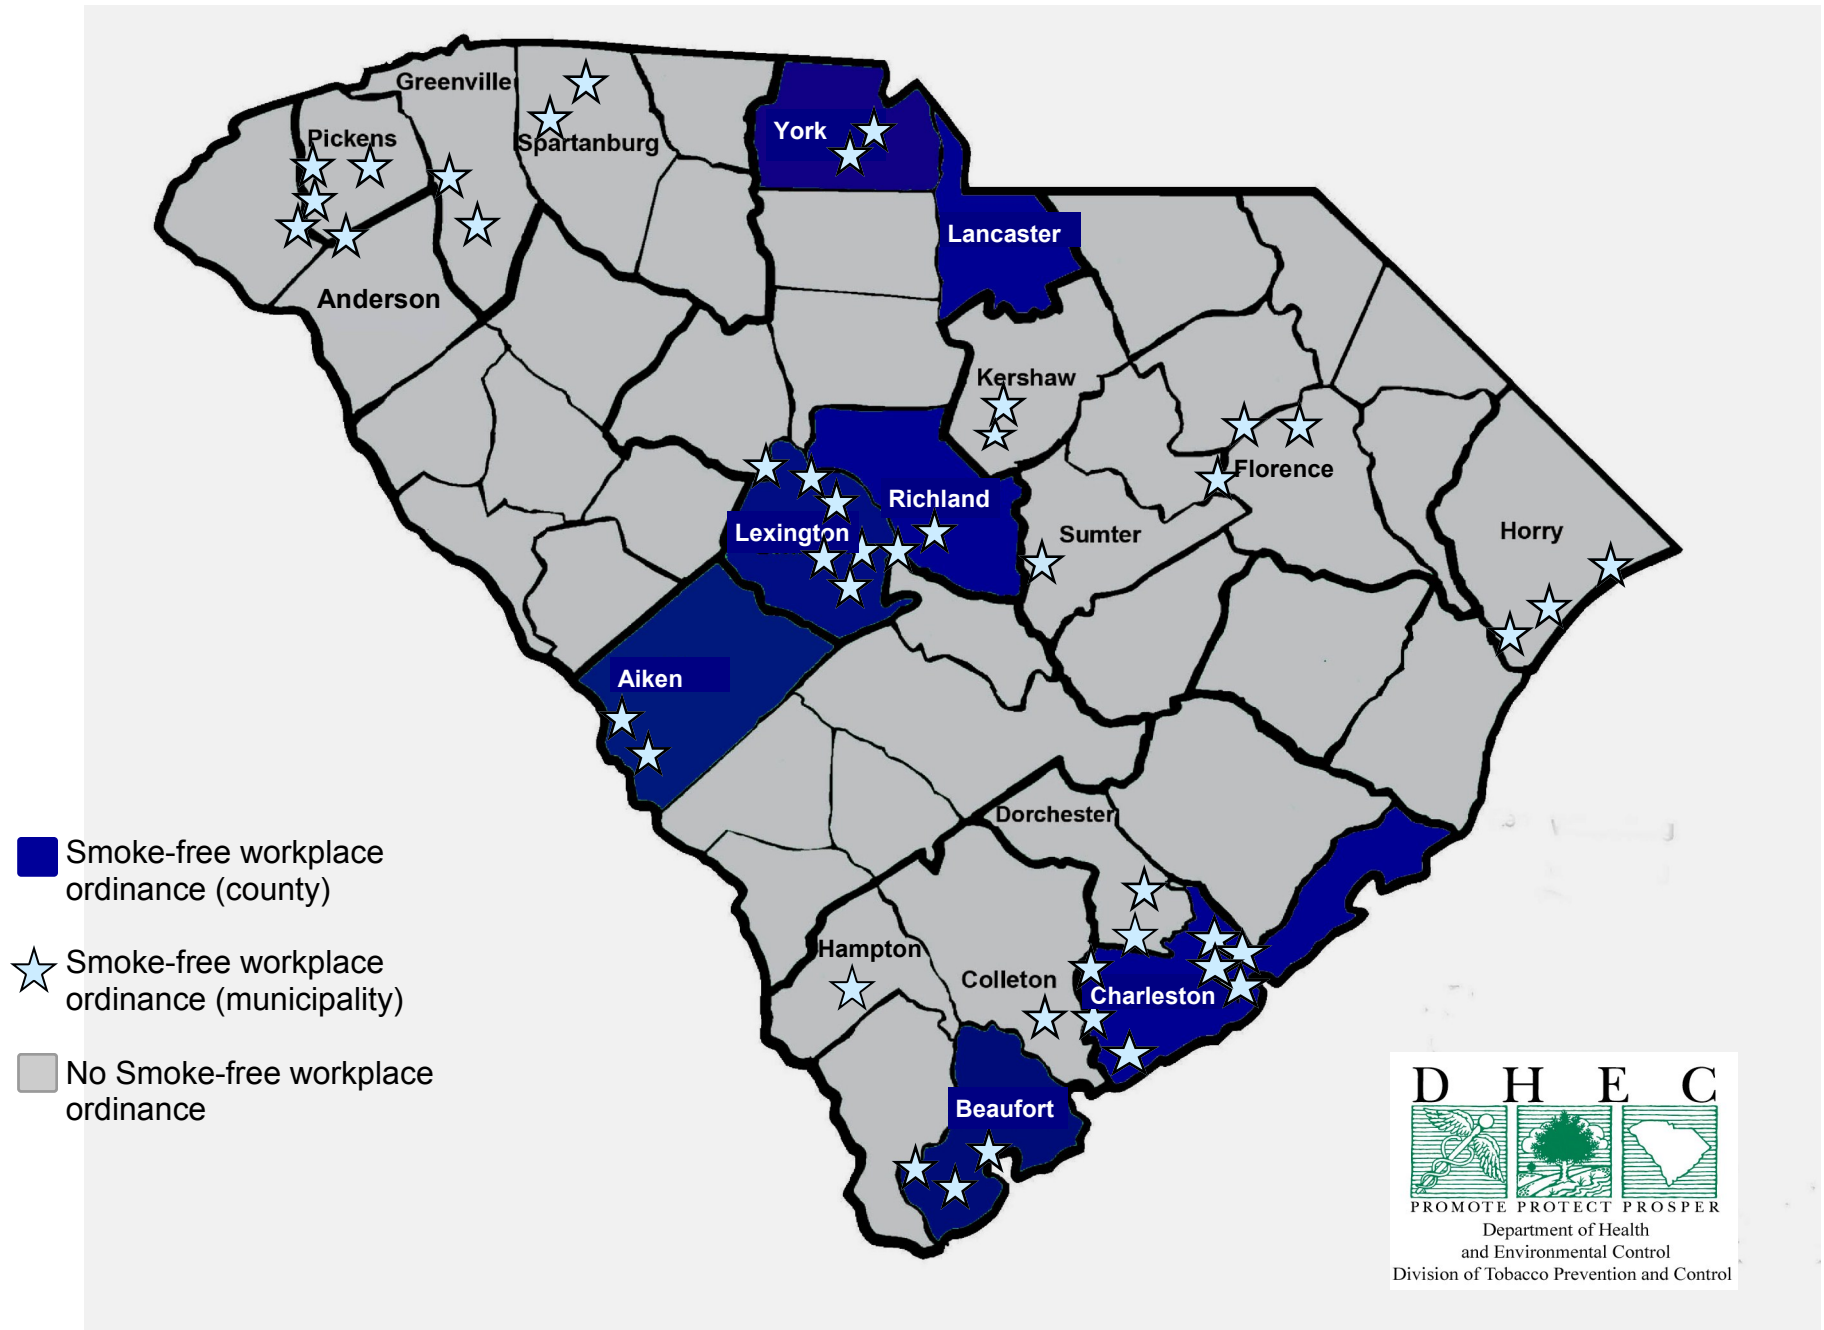 Greenville
Pickens
Spartanburg
York
Lancaster
Anderson
Kershaw
Florence
Richland
Lexington
Sumter
Horry
Aiken
Dorchester
Hampton
Colleton
Charleston
Beaufort
Smoke-free workplace
ordinance (county)
Smoke-free workplace
ordinance (municipality)
No Smoke-free workplace
ordinance
D H E C
PROMOTE PROTECT PROSPER
Department of Health
and Environmental Control
Division of Tobacco Prevention and Control